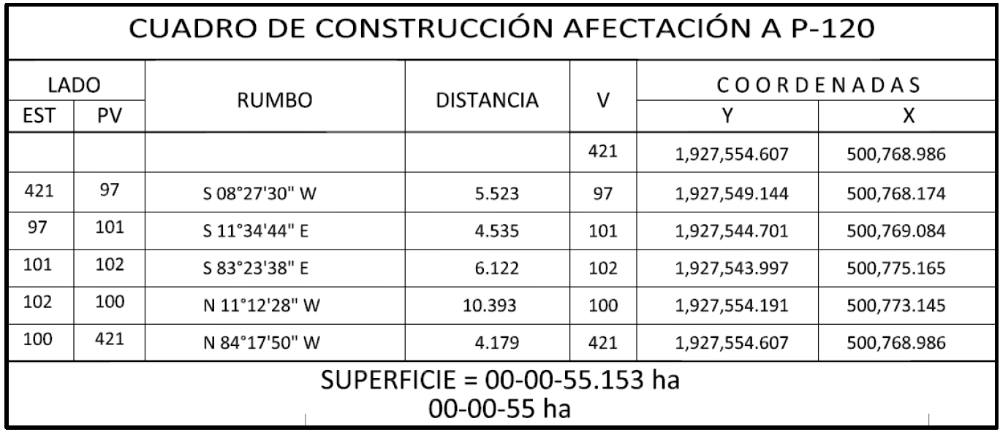 CUADRO DE CONSTRUCCIÓN AFECTACIÓN A P-120
LADO RUMBO DISTANCIA V C O O R D E N A D A S
EST PV Y X
421 1,927,554.607 500,768.986
421 97 S 08°27'30" W 5.523 97 1,927,549.144 500,768.174
97 101 S 11°34'44" E 4.535 101 1,927,544.701 500,769.084
101 102 S 83°23'38" E 6.122 102 1,927,543.997 500,775.165
102 100 N 11°12'28" W 10.393 100 1,927,554.191 500,773.145
100 421 N 84°17'50" W 4.179 421 1,927,554.607 500,768.986
SUPERFICIE = 00-00-55.153 ha
00-00-55 ha